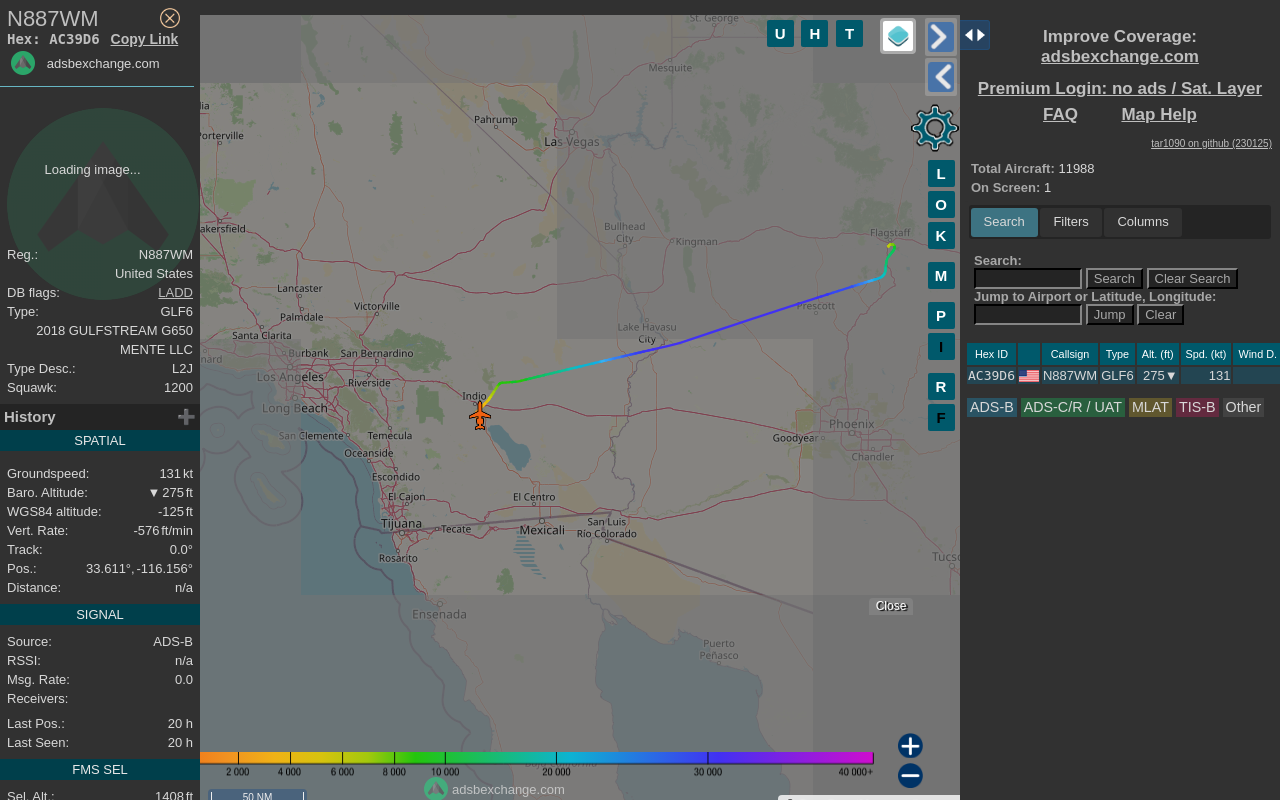 N887WM
Hex: AC39D6 Copy Link
adsbexchange.com
Loading image...
Reg.: N887WM
United States
DB flags: LADD
Type: GLF6
2018 GULFSTREAM G650
MENTE LLC
Type Desc.: L2J
Squawk: 1200
History
SPATIAL
Groundspeed: 131 kt
Baro. Altitude: ▼ 275 ft
WGS84 altitude: -125 ft
Vert. Rate: -576 ft/min
Track: 0.0°
Pos.: 33.611°, -116.156°
Distance: n/a
SIGNAL
Source: ADS-B
RSSI: n/a
Msg. Rate: 0.0
Receivers:
Last Pos.: 20 h
Last Seen: 20 h
FMS SEL
Sel. Alt.: 1408 ft
St. George
U H T
Mesquite
Pahrump
Las Vegas
Porterville
akersfield
Bullhead
City
Kingman
Flagstaff
Lancaster
Palmdale
Victorville
Prescott
Santa Clarita
Lake Havasu
City
Burbank
San Bernardino
nard
Los Angeles
Riverside
Indio
Long Beach
San Clemente
Temecula
Oceanside
Phoenix
Goodyear
Chandler
Escondido
El Cajon
El Centro
Tijuana
Tecate
Mexicali
San Luis
Río Colorado
Rosarito
Tucso
Ensenada
Close
Puerto
Peñasco
L
O
K
M
P
I
R
F
2 000 4 000 6 000 8 000 10 000 20 000 30 000 40 000+
adsbexchange.com
50 NM
Improve Coverage:
adsbexchange.com
Premium Login: no ads / Sat. Layer
FAQ Map Help
tar1090 on github (230125)
Total Aircraft: 11988
On Screen: 1
Search Filters Columns
Search:
Search Clear Search
Jump to Airport or Latitude, Longitude:
Jump Clear
Hex ID Callsign Type Alt. (ft) Spd. (kt) Wind D.
AC39D6 N887WM GLF6 275▼ 131
ADS-B ADS-C/R / UAT MLAT TIS-B Other